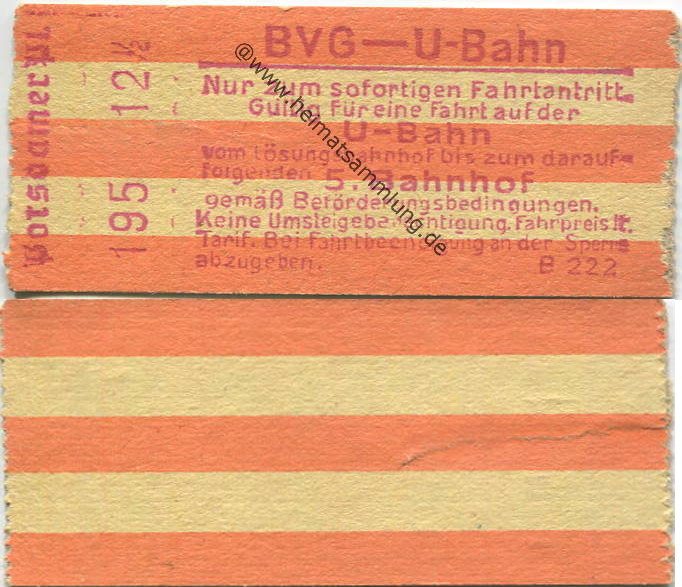 BVG—U-Bahn
Nur zum sofortigen Fahrtantritt.
Gültig für eine Fahrt auf der
U-Bahn
vom Lösungsbahnhof bis zum darauf-
folgenden 5. Bahnhof
gemäß Beförderungsbedingungen.
Keine Umsteigeberechtigung. Fahrpreis lt.
Tarif. Bei Fahrtbeendigung an der Sperre
abzugeben. B 222
195 12½
@www.heimatsammlung.de